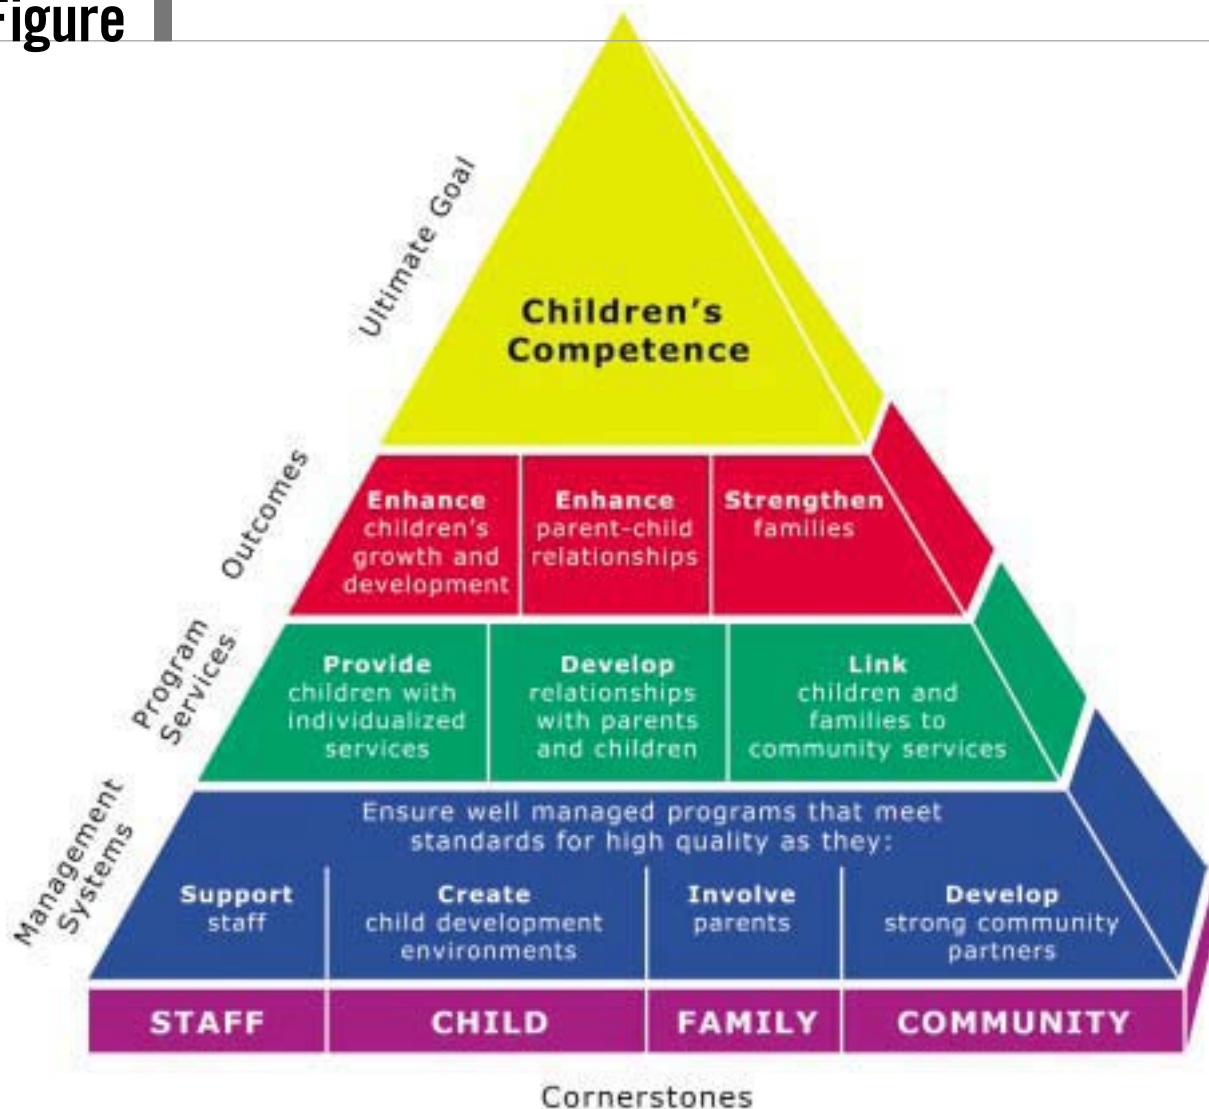 Figure
Ultimate Goal
Children's
Competence
Outcomes
Enhance
children's
growth and
development
Enhance
parent-child
relationships
Strengthen
families
Program
Services
Provide
children with
individualized
services
Develop
relationships
with parents
and children
Link
children and
families to
community services
Management
Systems
Ensure well managed programs that meet
standards for high quality as they:
Support
staff
Create
child development
environments
Involve
parents
Develop
strong community
partners
STAFF
CHILD
FAMILY
COMMUNITY
Cornerstones